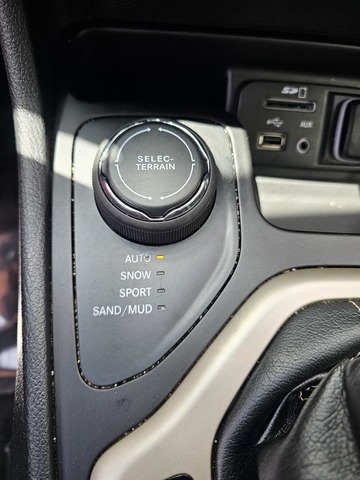 SD
AUX
SELEC-
TERRAIN
AUTO
SNOW
SPORT
SAND/MUD